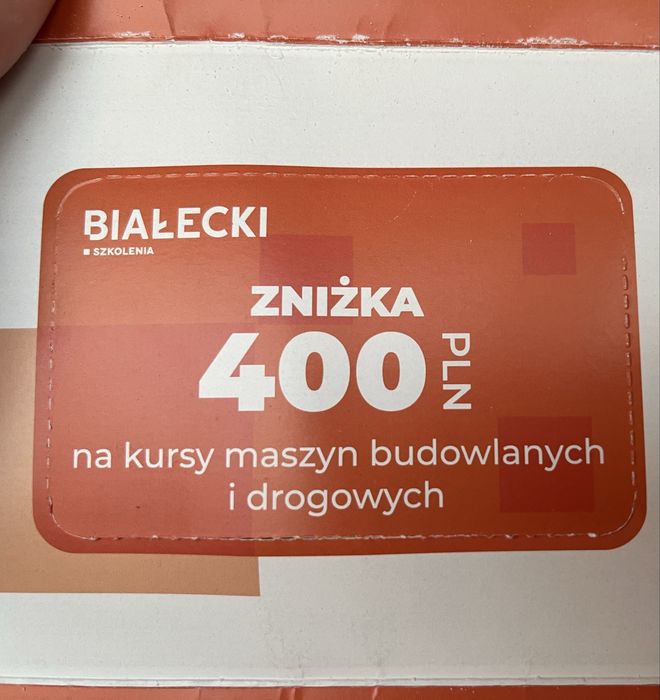 BIAŁECKI
SZKOLENIA
ZNIŻKA
400 PLN
na kursy maszyn budowlanych
i drogowych